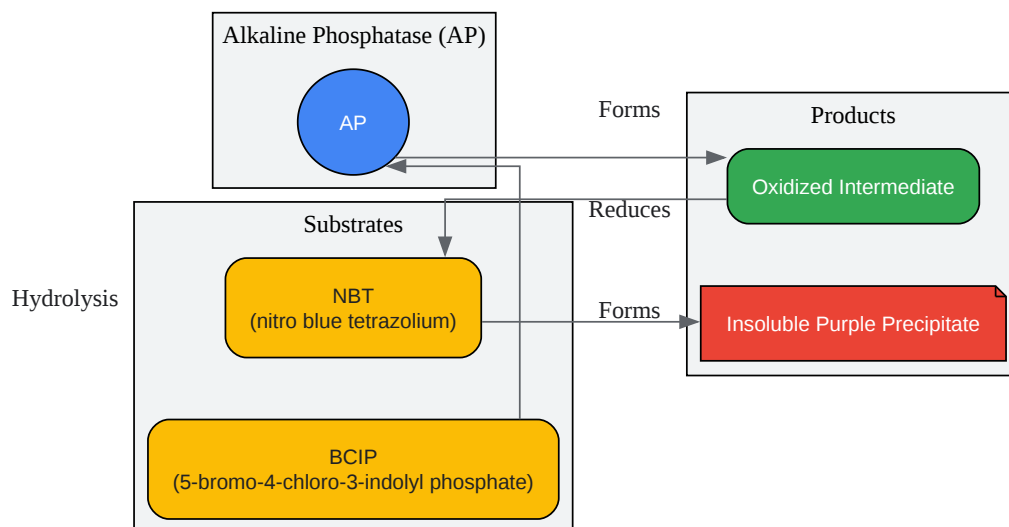 Alkaline Phosphatase (AP)
AP
Forms
Products
Oxidized Intermediate
Reduces
Substrates
Hydrolysis
NBT
(nitro blue tetrazolium)
Forms
Insoluble Purple Precipitate
BCIP
(5-bromo-4-chloro-3-indolyl phosphate)